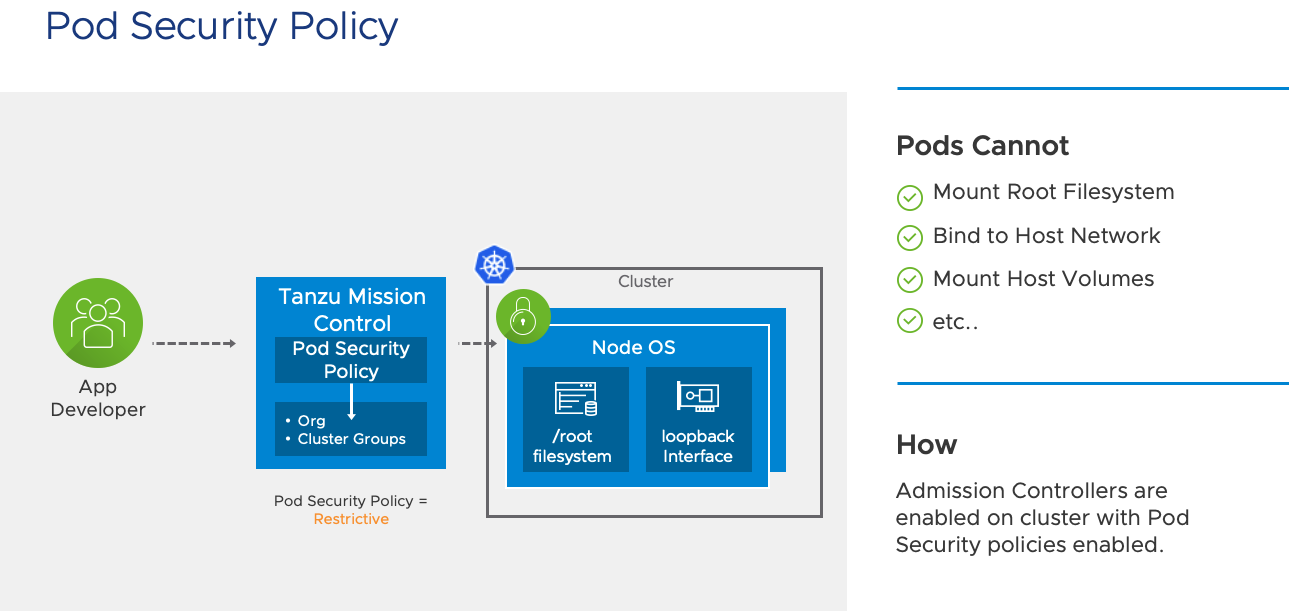 Pod Security Policy
App
Developer
Tanzu Mission
Control
Pod Security
Policy
• Org
• Cluster Groups
Pod Security Policy =
Restrictive
Cluster
Node OS
/root
filesystem
loopback
Interface
Pods Cannot
Mount Root Filesystem
Bind to Host Network
Mount Host Volumes
etc..
How
Admission Controllers are
enabled on cluster with Pod
Security policies enabled.